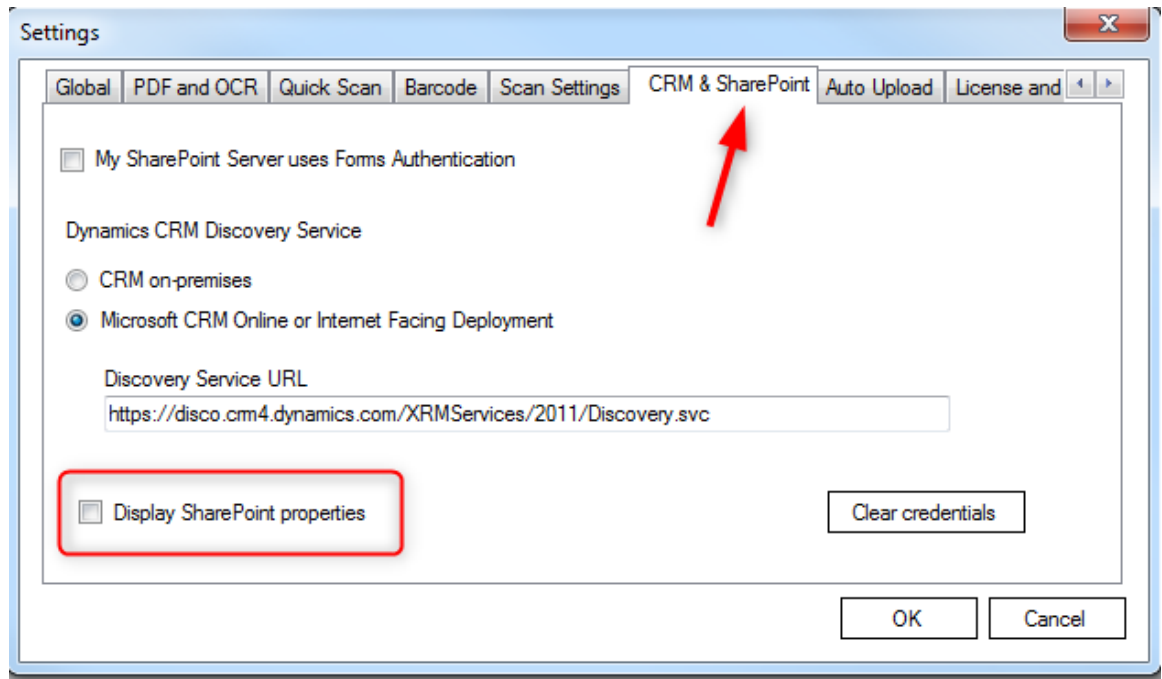 Settings
Global PDF and OCR Quick Scan Barcode Scan Settings CRM & SharePoint Auto Upload License and
My SharePoint Server uses Forms Authentication
Dynamics CRM Discovery Service
CRM on-premises
Microsoft CRM Online or Internet Facing Deployment
Discovery Service URL
https://disco.crm4.dynamics.com/XRMServices/2011/Discovery.svc
Display SharePoint properties Clear credentials
OK Cancel